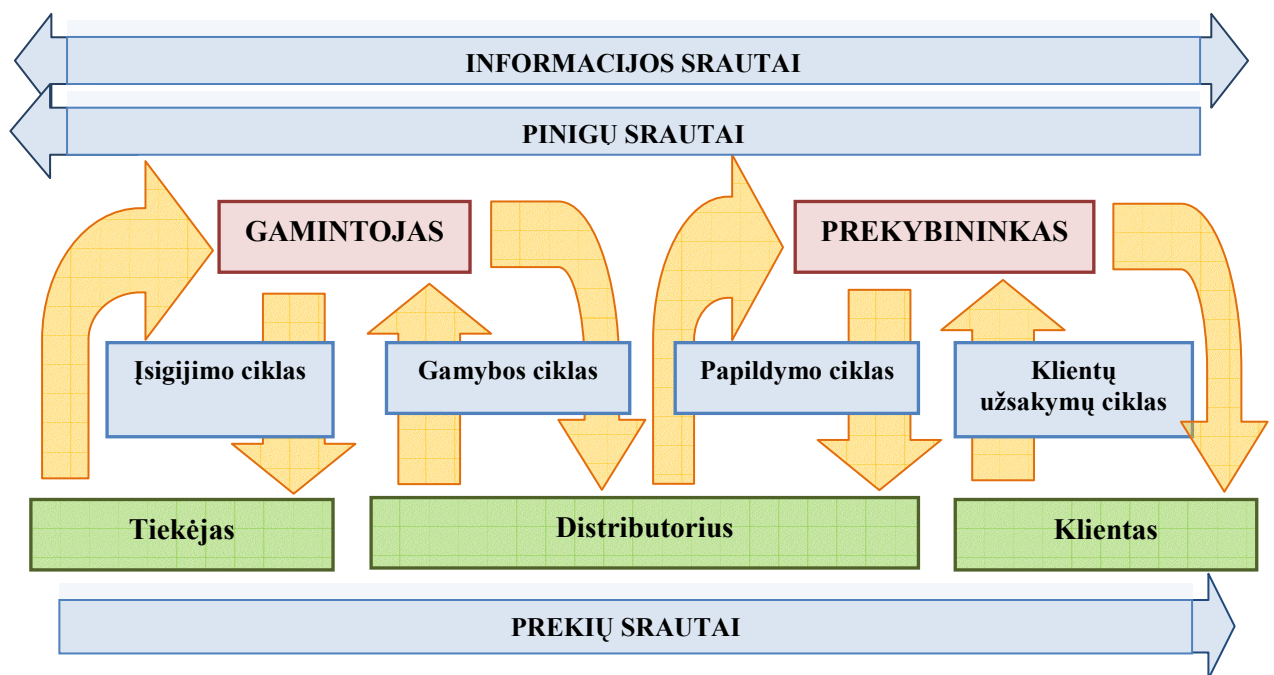 INFORMACIJOS SRAUTAI
PINIGŲ SRAUTAI
GAMINTOJAS
PREKYBININKAS
Įsigijimo ciklas
Gamybos ciklas
Papildymo ciklas
Klientų
užsakymų ciklas
Tiekėjas
Distributorius
Klientas
PREKIŲ SRAUTAI